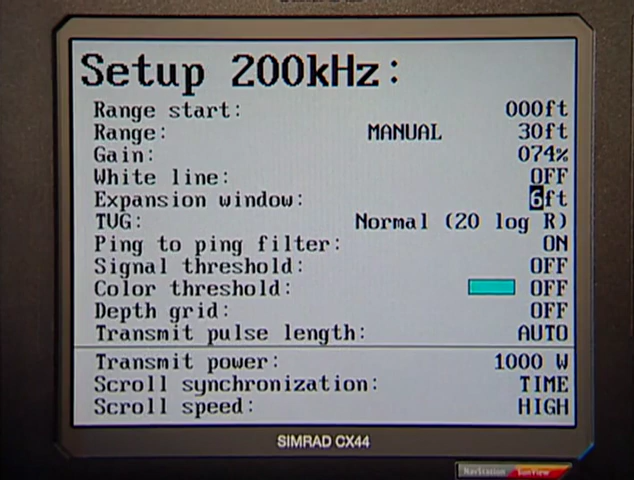 Setup 200kHz:
Range start: 000ft
Range: MANUAL 30ft
Gain: 074%
White line: OFF
Expansion window: 6ft
TVG: Normal (20 log R)
Ping to ping filter: ON
Signal threshold: OFF
Color threshold: OFF
Depth grid: OFF
Transmit pulse length: AUTO
Transmit power: 1000 W
Scroll synchronization: TIME
Scroll speed: HIGH
SIMRAD CX44
NavStation SunView